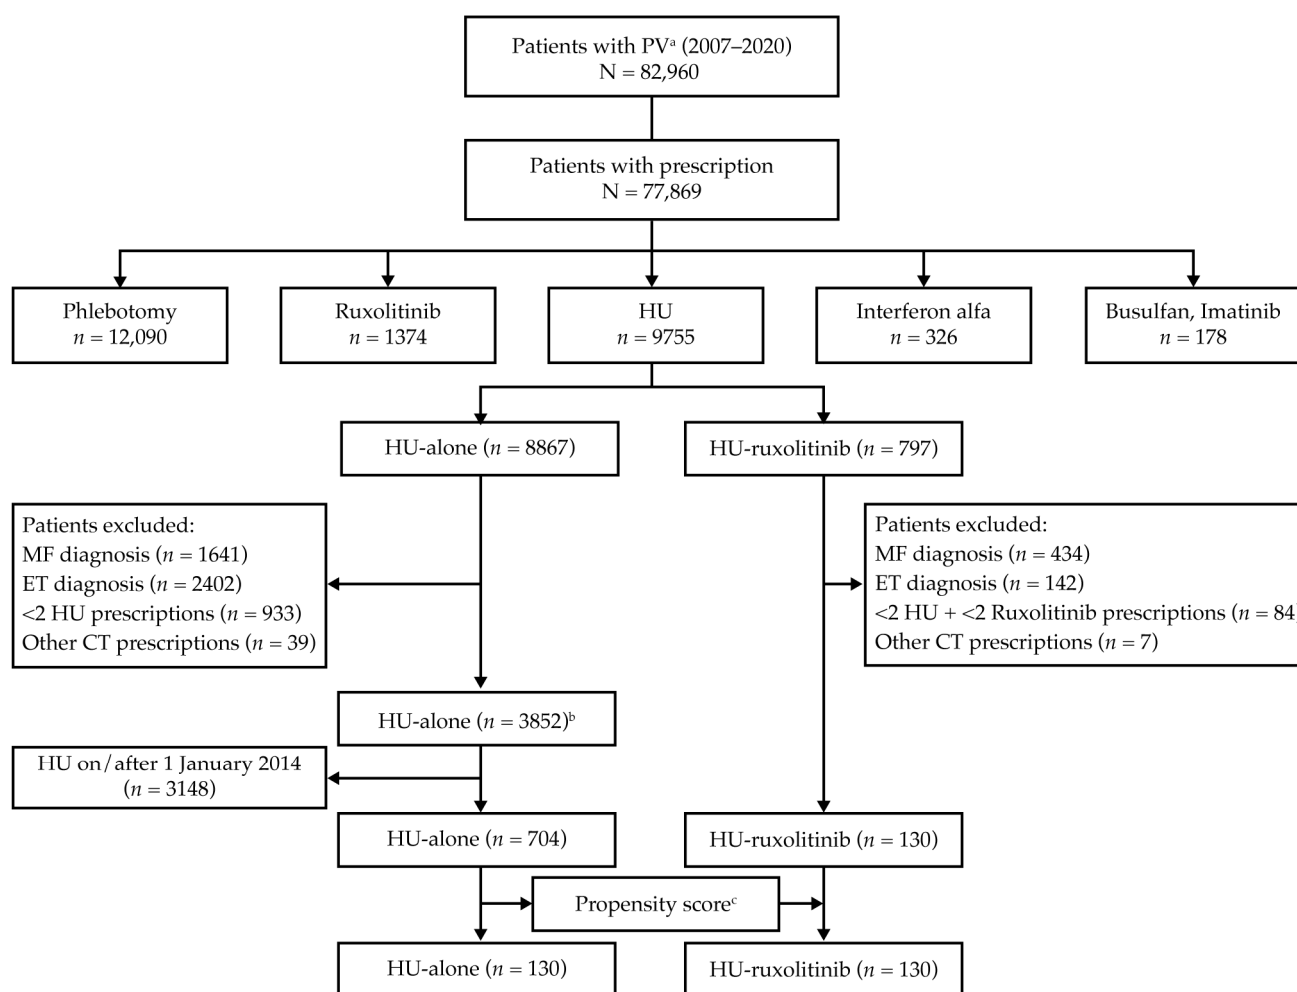 Patients with PVᵃ (2007–2020)
N = 82,960
Patients with prescription
N = 77,869
Phlebotomy
n = 12,090
Ruxolitinib
n = 1374
HU
n = 9755
Interferon alfa
n = 326
Busulfan, Imatinib
n = 178
HU-alone (n = 8867)
HU-ruxolitinib (n = 797)
Patients excluded:
MF diagnosis (n = 1641)
ET diagnosis (n = 2402)
<2 HU prescriptions (n = 933)
Other CT prescriptions (n = 39)
Patients excluded:
MF diagnosis (n = 434)
ET diagnosis (n = 142)
<2 HU + <2 Ruxolitinib prescriptions (n = 84)
Other CT prescriptions (n = 7)
HU-alone (n = 3852)ᵇ
HU on/after 1 January 2014
(n = 3148)
HU-alone (n = 704)
HU-ruxolitinib (n = 130)
Propensity scoreᶜ
HU-alone (n = 130)
HU-ruxolitinib (n = 130)